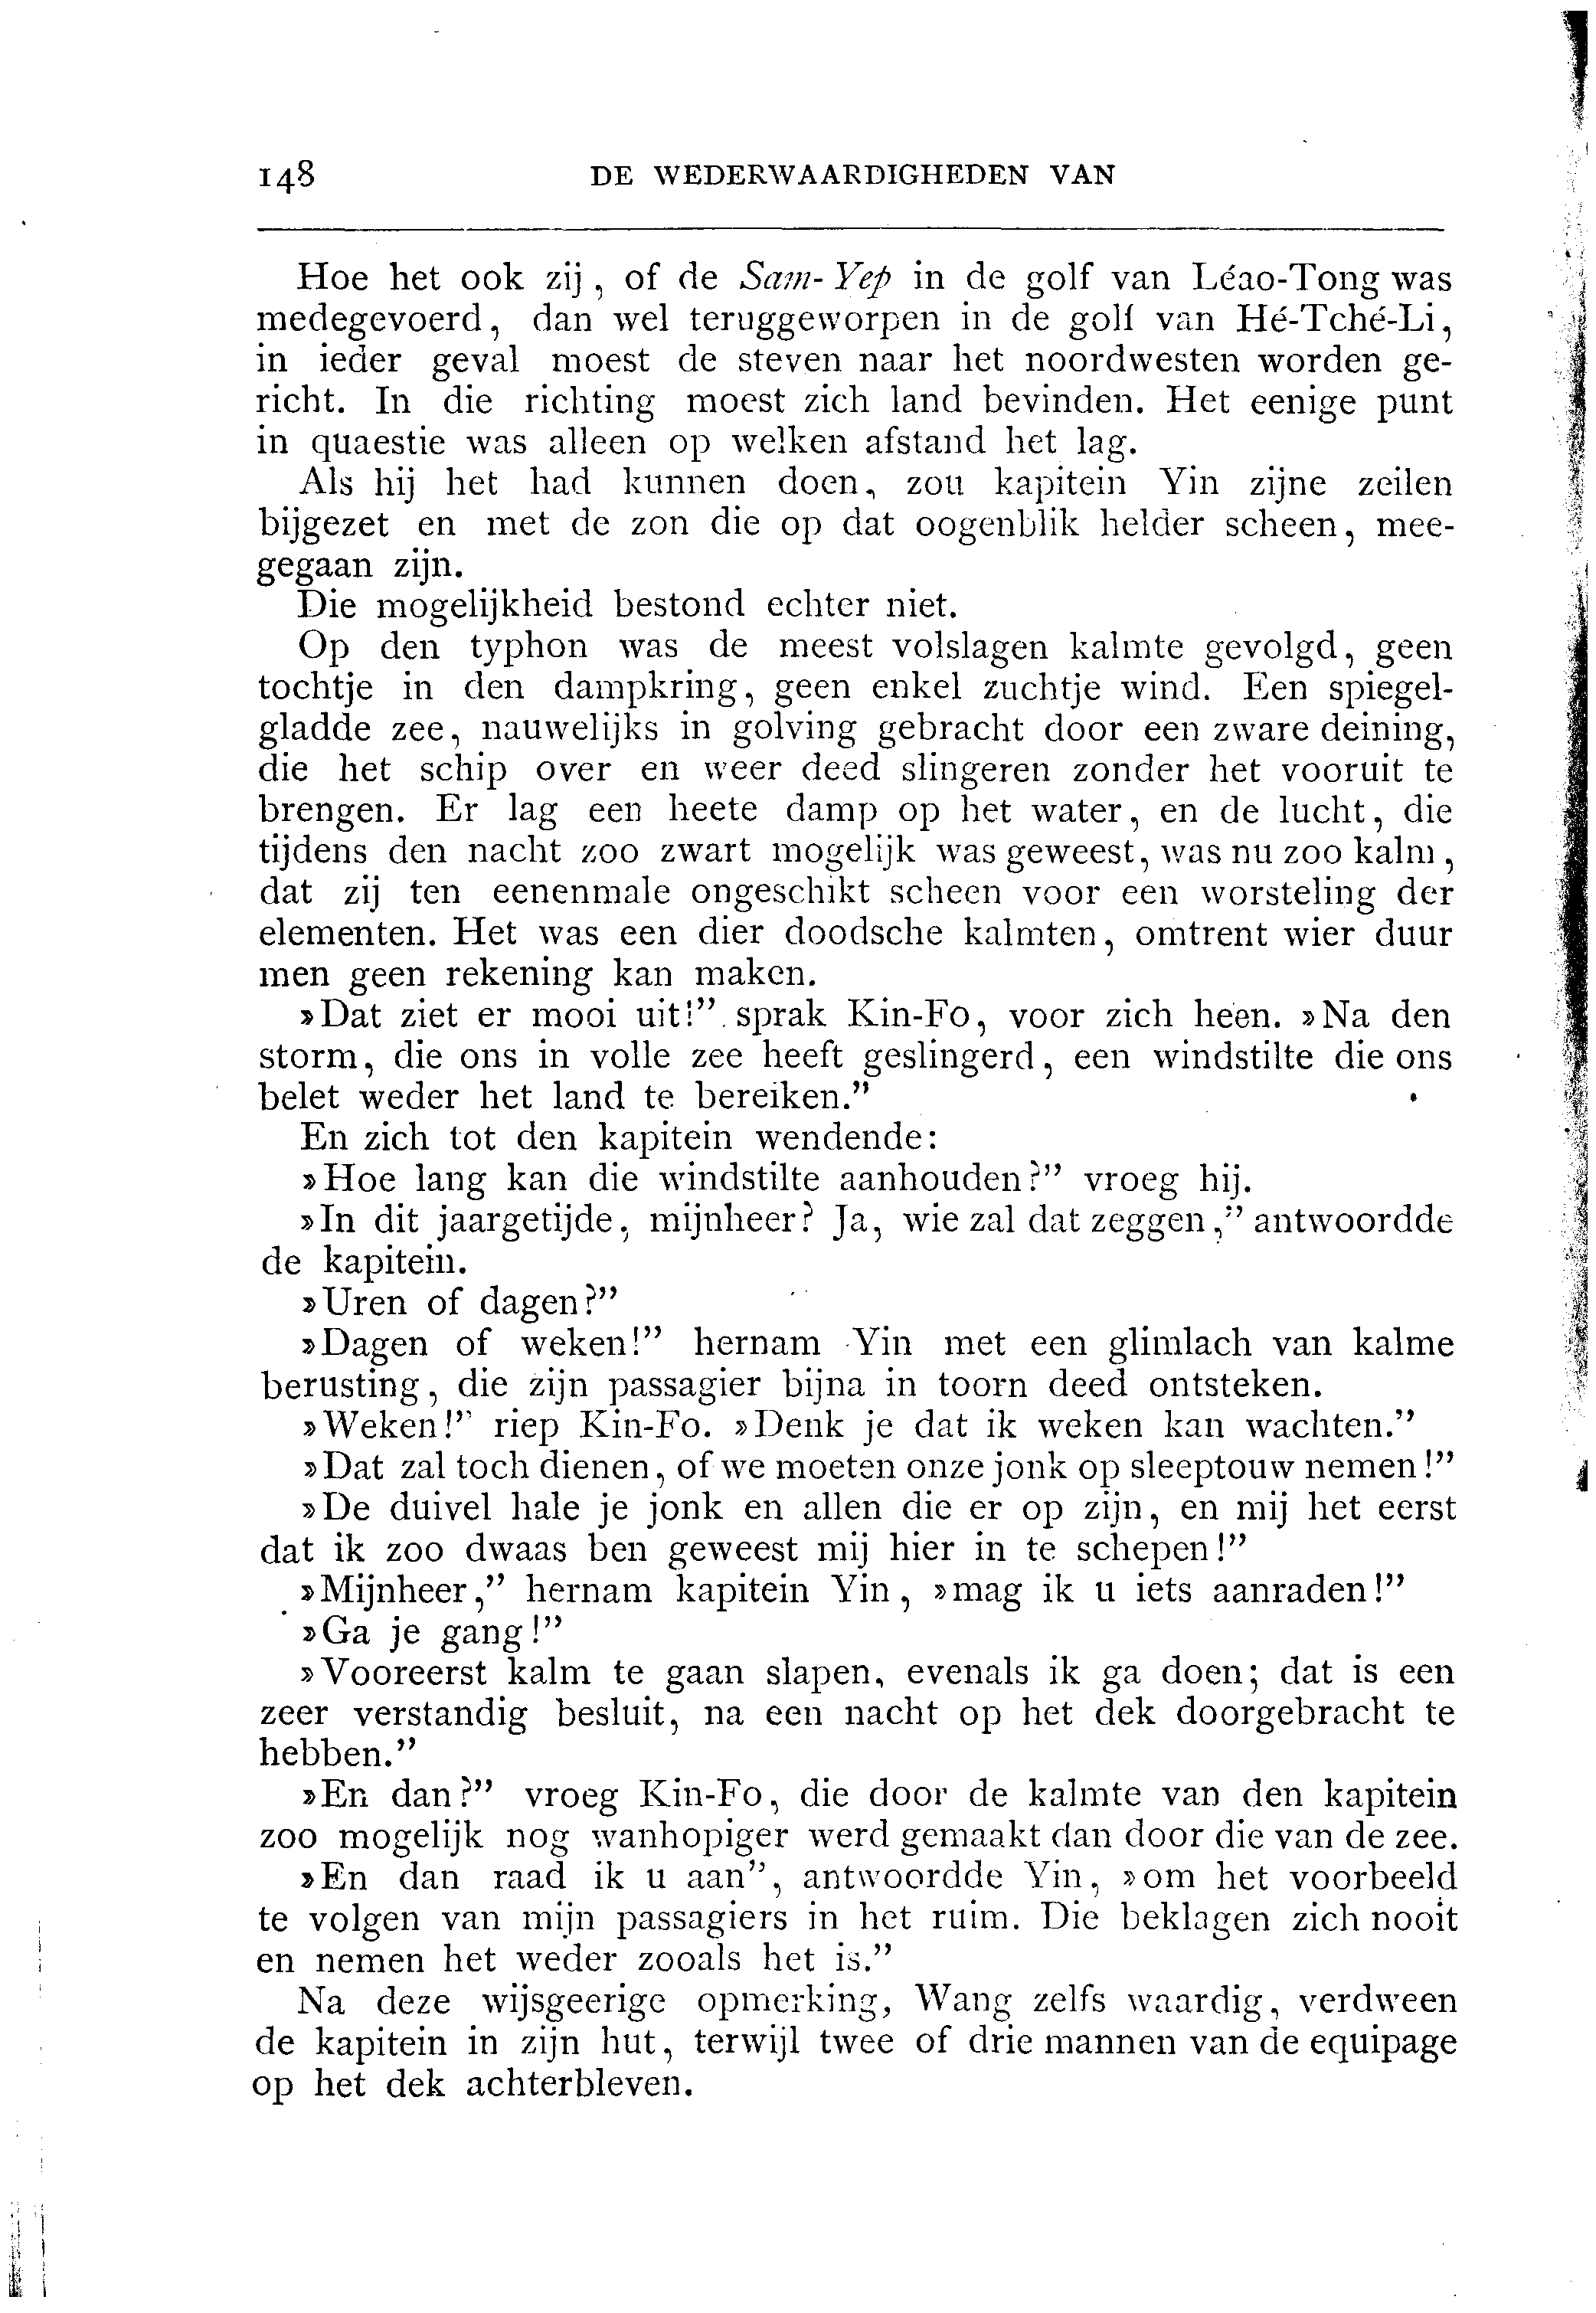 148 DE WEDERWAARDIGHEDEN VAN
Hoe het ook zij, of de Sam-Yep in de golf van Léao-Tong was
medegevoerd, dan wel teruggeworpen in de golf van Hé-Tché-Li,
in ieder geval moest de steven naar het noordwesten worden ge-
richt. In die richting moest zich land bevinden. Het eenige punt
in quaestie was alleen op welken afstand het lag.
Als hij het had kunnen doen, zou kapitein Yin zijne zeilen
bijgezet en met de zon die op dat oogenblik helder scheen, mee-
gegaan zijn.
Die mogelijkheid bestond echter niet.
Op den typhon was de meest volslagen kalmte gevolgd, geen
tochtje in den dampkring, geen enkel zuchtje wind. Een spiegel-
gladde zee, nauwelijks in golving gebracht door een zware deining,
die het schip over en weer deed slingeren zonder het vooruit te
brengen. Er lag een heete damp op het water, en de lucht, die
tijdens den nacht zoo zwart mogelijk was geweest, was nu zoo kalm,
dat zij ten eenenmale ongeschikt scheen voor een worsteling der
elementen. Het was een dier doodsche kalmten, omtrent wier duur
men geen rekening kan maken.
»Dat ziet er mooi uit!” sprak Kin-Fo, voor zich heen. »Na den
storm, die ons in volle zee heeft geslingerd, een windstilte die ons
belet weder het land te bereiken.”
En zich tot den kapitein wendende:
»Hoe lang kan die windstilte aanhouden?” vroeg hij.
»In dit jaargetijde, mijnheer? Ja, wie zal dat zeggen,” antwoordde
de kapitein.
»Uren of dagen?”
»Dagen of weken!” hernam Yin met een glimlach van kalme
berusting, die zijn passagier bijna in toorn deed ontsteken.
»Weken!” riep Kin-Fo. »Denk je dat ik weken kan wachten.”
»Dat zal toch dienen, of we moeten onze jonk op sleeptouw nemen!”
»De duivel hale je jonk en allen die er op zijn, en mij het eerst
dat ik zoo dwaas ben geweest mij hier in te schepen!”
»Mijnheer,” hernam kapitein Yin, »mag ik u iets aanraden!”
»Ga je gang!”
»Vooreerst kalm te gaan slapen, evenals ik ga doen; dat is een
zeer verstandig besluit, na een nacht op het dek doorgebracht te
hebben.”
»En dan?” vroeg Kin-Fo, die door de kalmte van den kapitein
zoo mogelijk nog wanhopiger werd gemaakt dan door die van de zee.
»En dan raad ik u aan”, antwoordde Yin, »om het voorbeeld
te volgen van mijn passagiers in het ruim. Die beklagen zich nooit
en nemen het weder zooals het is.”
Na deze wijsgeerige opmerking, Wang zelfs waardig, verdween
de kapitein in zijn hut, terwijl twee of drie mannen van de equipage
op het dek achterbleven.